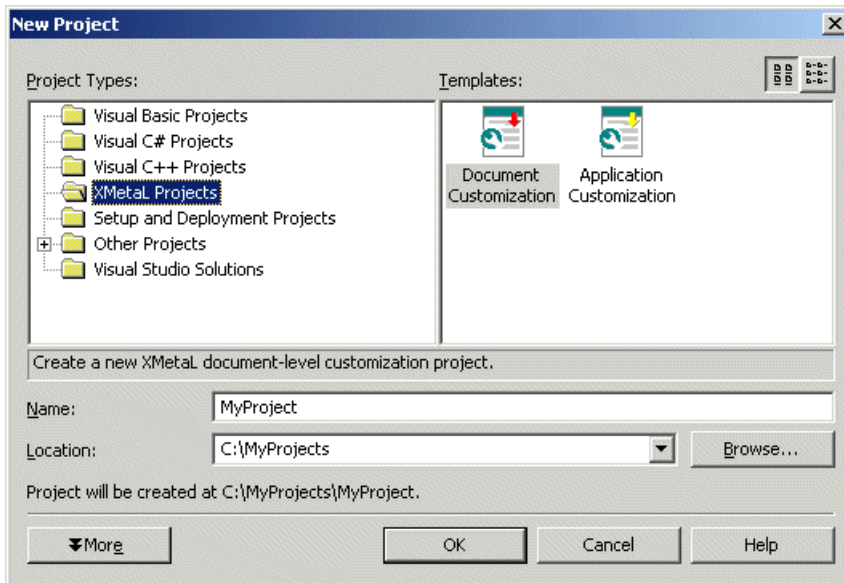 New Project
Project Types:
Templates:
Visual Basic Projects
Visual C# Projects
Visual C++ Projects
XMetaL Projects
Setup and Deployment Projects
Other Projects
Visual Studio Solutions
Document
Customization
Application
Customization
Create a new XMetaL document-level customization project.
Name:
MyProject
Location:
C:\MyProjects
Browse...
Project will be created at C:\MyProjects\MyProject.
More
OK
Cancel
Help